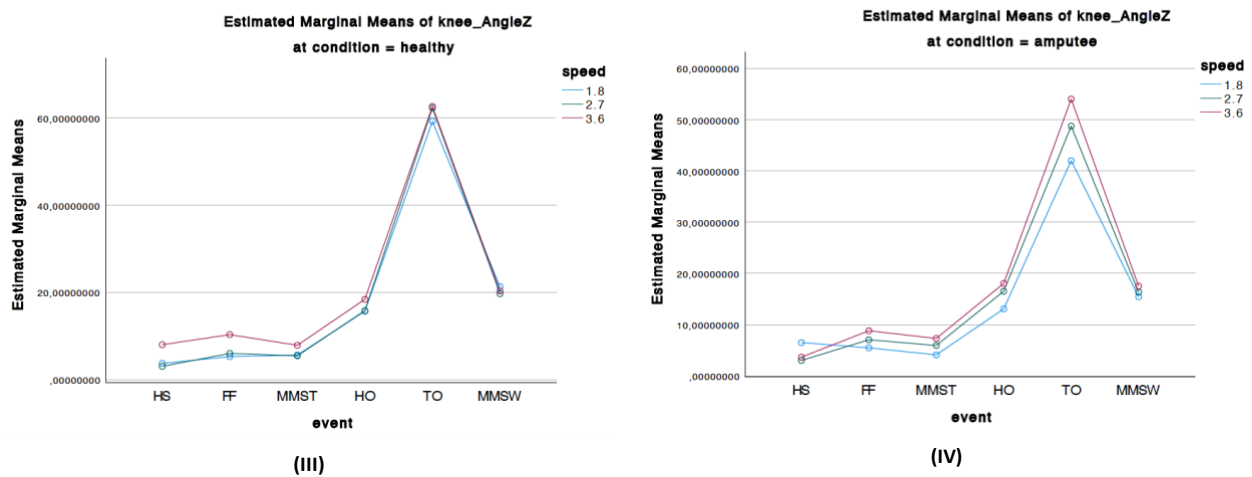 Estimated Marginal Means of knee_AngleZ
at condition = healthy
speed
1.8
2.7
3.6
Estimated Marginal Means
60,00000000
40,00000000
20,00000000
,00000000
HS FF MMST HO TO MMSW
event
(III)
Estimated Marginal Means of knee_AngleZ
at condition = amputee
speed
1.8
2.7
3.6
Estimated Marginal Means
60,00000000
50,00000000
40,00000000
30,00000000
20,00000000
10,00000000
,00000000
HS FF MMST HO TO MMSW
event
(IV)